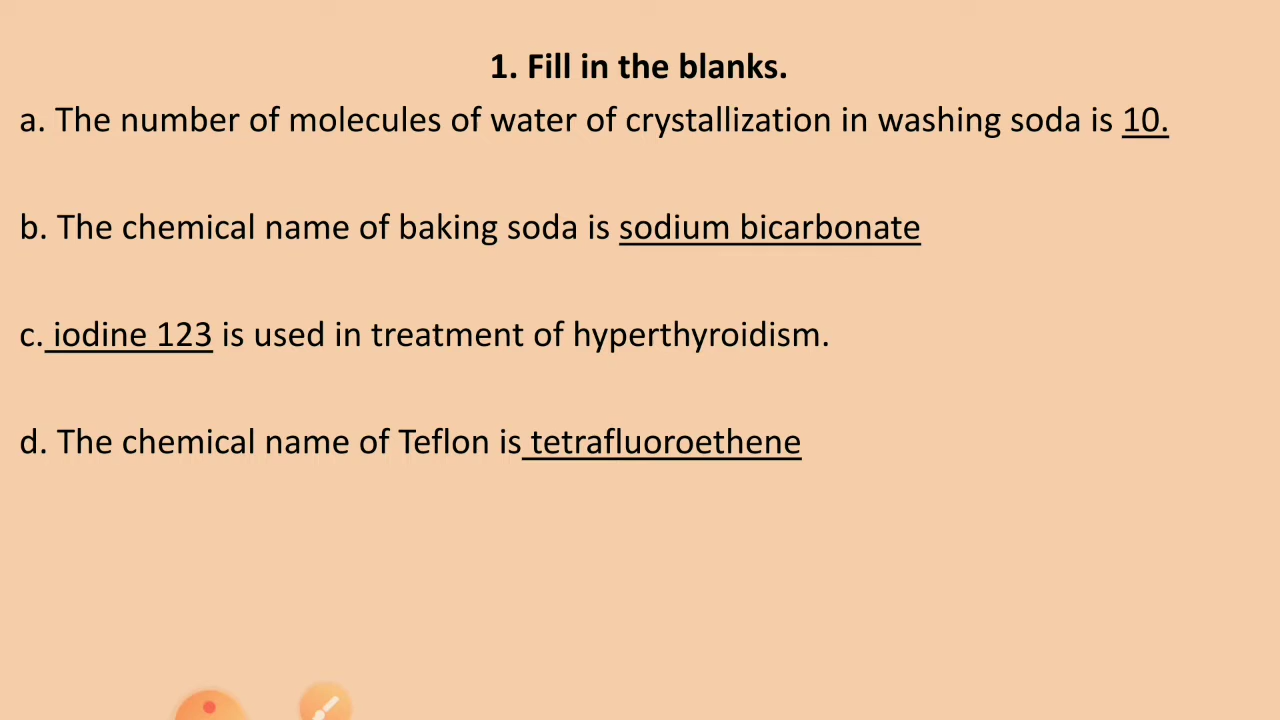 1. Fill in the blanks.
a. The number of molecules of water of crystallization in washing soda is 10.
b. The chemical name of baking soda is sodium bicarbonate
c. iodine 123 is used in treatment of hyperthyroidism.
d. The chemical name of Teflon is tetrafluoroethene